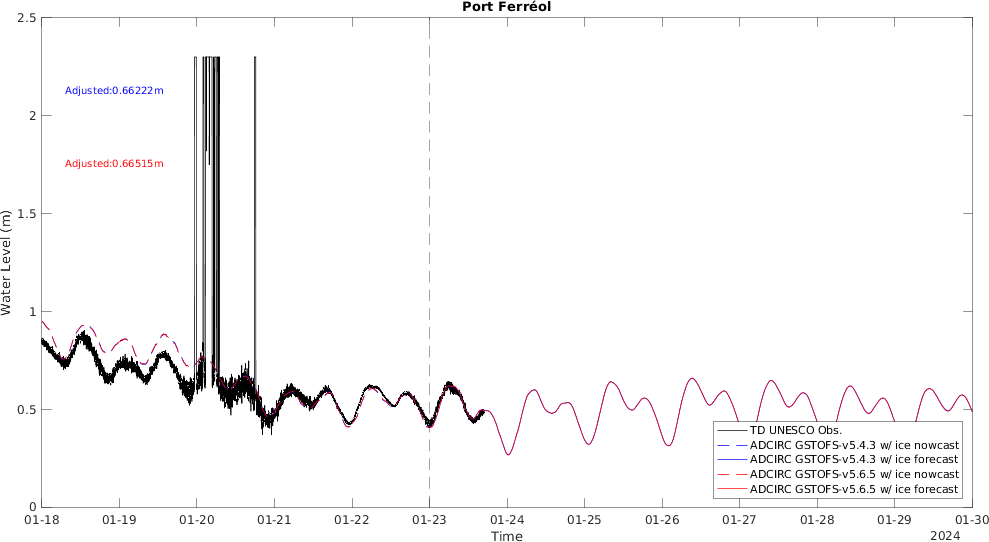 Port Ferréol
2.5
2
1.5
1
0.5
0
Water Level (m)
Adjusted:0.66222m
Adjusted:0.66515m
TD UNESCO Obs.
ADCIRC GSTOFS-v5.4.3 w/ ice nowcast
ADCIRC GSTOFS-v5.4.3 w/ ice forecast
ADCIRC GSTOFS-v5.6.5 w/ ice nowcast
ADCIRC GSTOFS-v5.6.5 w/ ice forecast
01-18 01-19 01-20 01-21 01-22 01-23 01-24 01-25 01-26 01-27 01-28 01-29 01-30
Time
2024